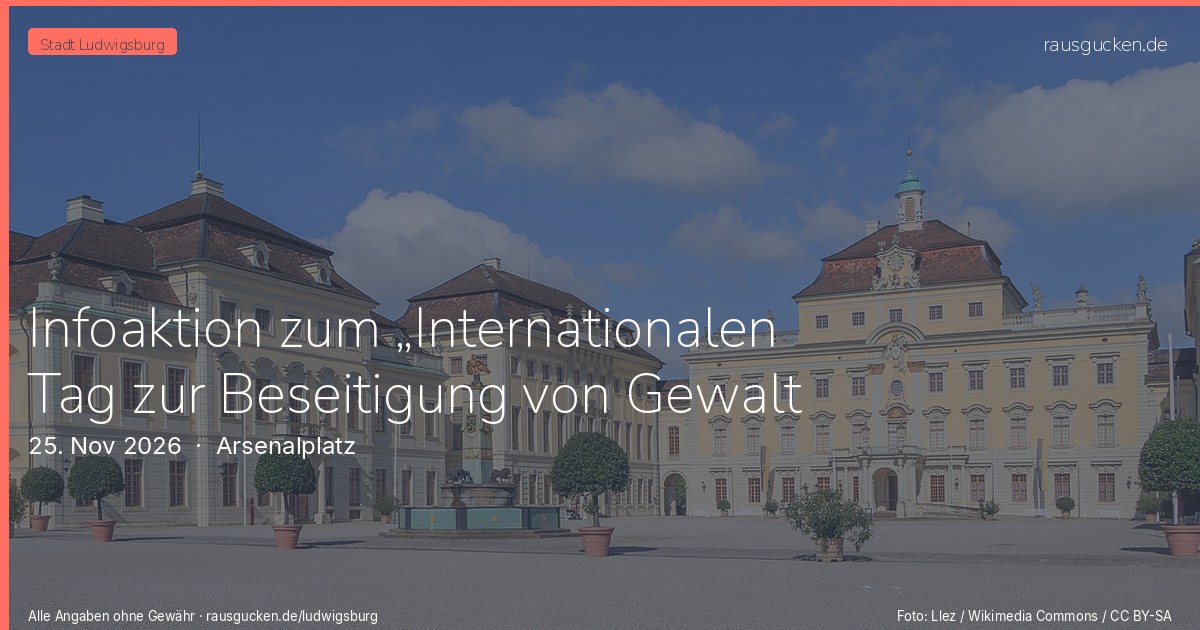 Stadt Ludwigsburg
rausgucken.de
Infoaktion zum „Internationalen
Tag zur Beseitigung von Gewalt
25. Nov 2026 · Arsenalplatz
Alle Angaben ohne Gewähr · rausgucken.de/ludwigsburg
Foto: Llez / Wikimedia Commons / CC BY-SA